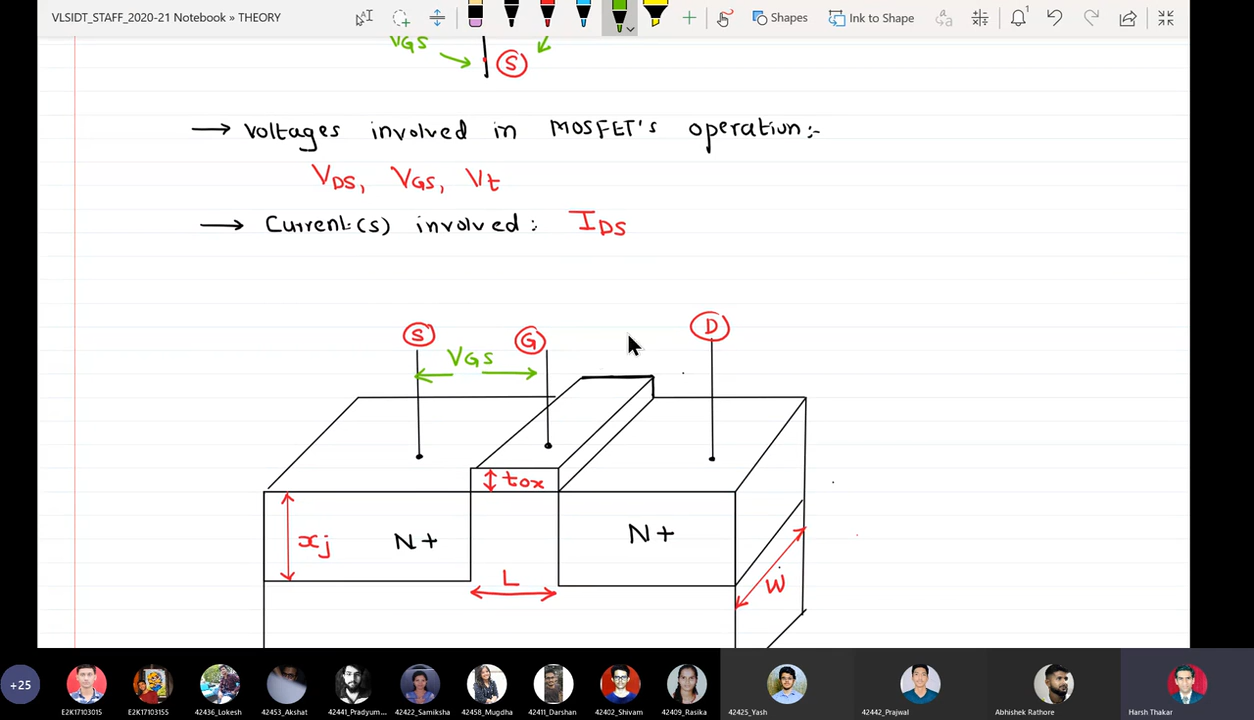 VLSIDT_STAFF_2020-21 Notebook » THEORY
Shapes
Ink to Shape
VGS
S
→ Voltages involved in MOSFET's operation:-
VDS, VGS, Vt
→ Current(s) involved: IDS
S
G
D
VGS
tox
xj
N+
N+
L
W
+25
E2K17103015
E2K17103155
42436_Lokesh
42453_Akshat
42441_Pradyum...
42422_Samiksha
42458_Mugdha
42411_Darshan
42402_Shivam
42409_Rasika
42425_Yash
42442_Prajwal
Abhishek Rathore
Harsh Thakar